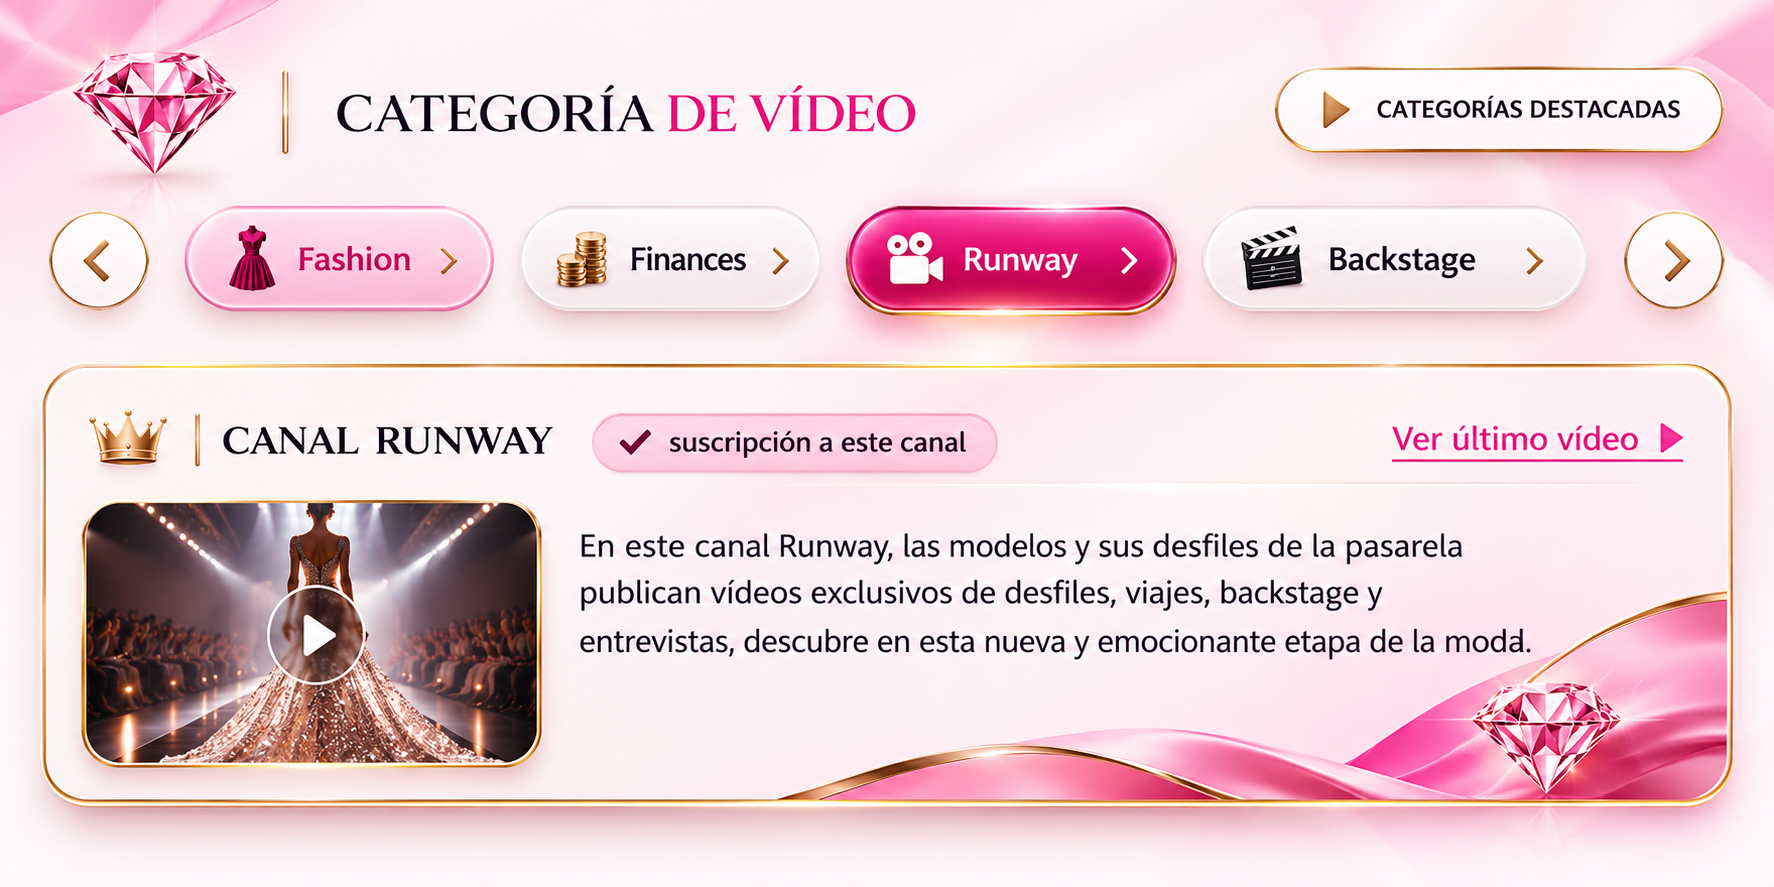 CATEGORÍA DE VÍDEO
CATEGORÍAS DESTACADAS
Fashion
Finances
Runway
Backstage
CANAL RUNWAY
suscripción a este canal
Ver último vídeo
En este canal Runway, las modelos y sus desfiles de la pasarela
publican vídeos exclusivos de desfiles, viajes, backstage y
entrevistas, descubre en esta nueva y emocionante etapa de la moda.